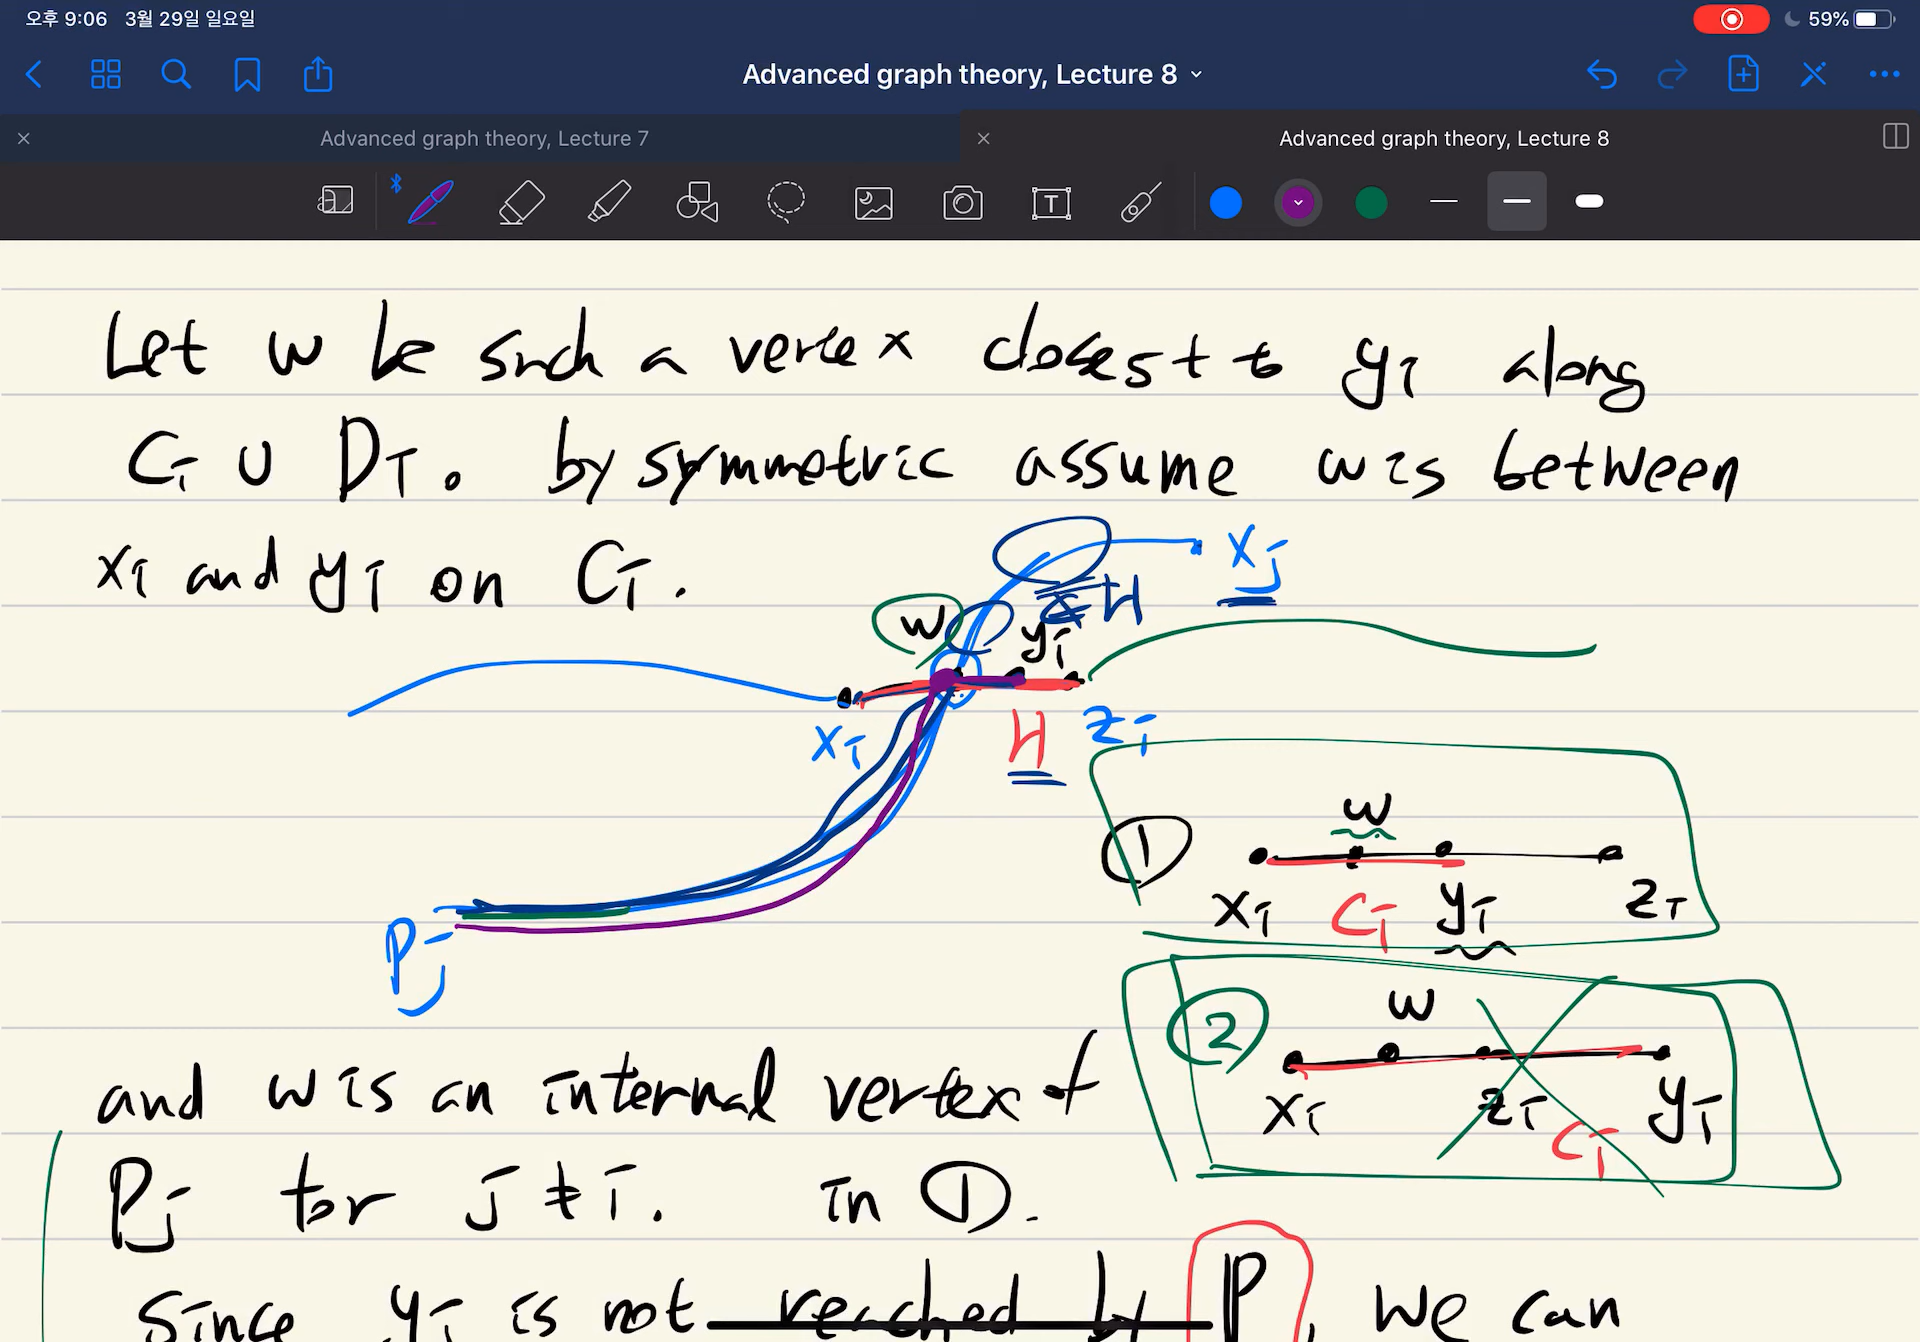 오후 9:06 3월 29일 일요일 59%
Advanced graph theory, Lecture 8
Advanced graph theory, Lecture 7
Advanced graph theory, Lecture 8
T
Let w be such a vertex closest to yi along
Ci ∪ Di. by symmetric assume w is between
xi and yi on Ci.
xj
H
w
yi
xi
H
zi
Pj
①
w
xi Ci yi zi
②
w
xi zi Ci yi
and w is an internal vertex of
Pj for j ≠ i. in ①.
Since yi is not reached by P, we can